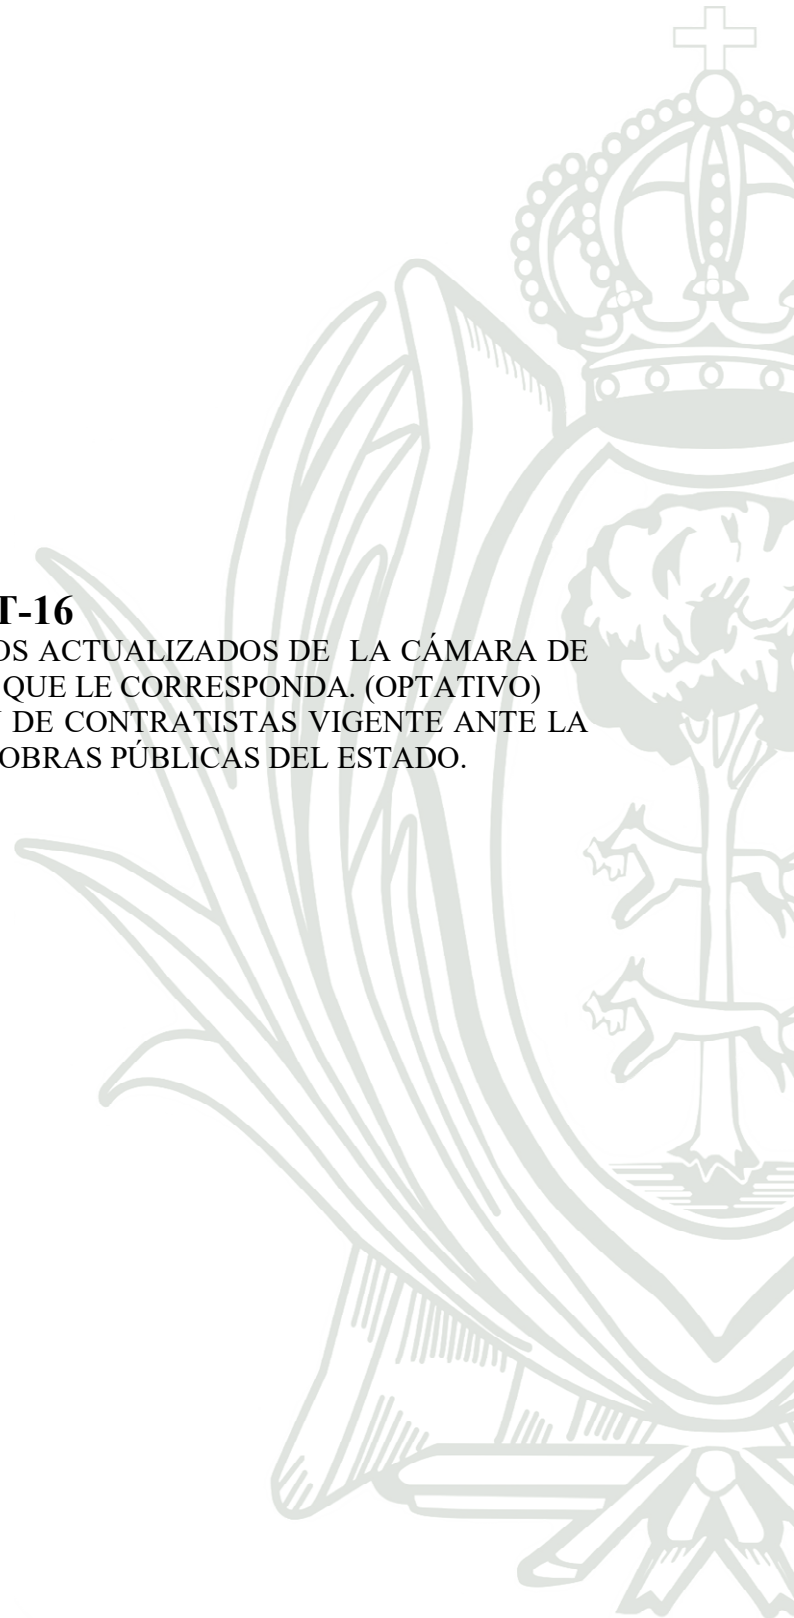 T-16
OS ACTUALIZADOS DE LA CÁMARA DE
QUE LE CORRESPONDA. (OPTATIVO)
DE CONTRATISTAS VIGENTE ANTE LA
OBRAS PÚBLICAS DEL ESTADO.